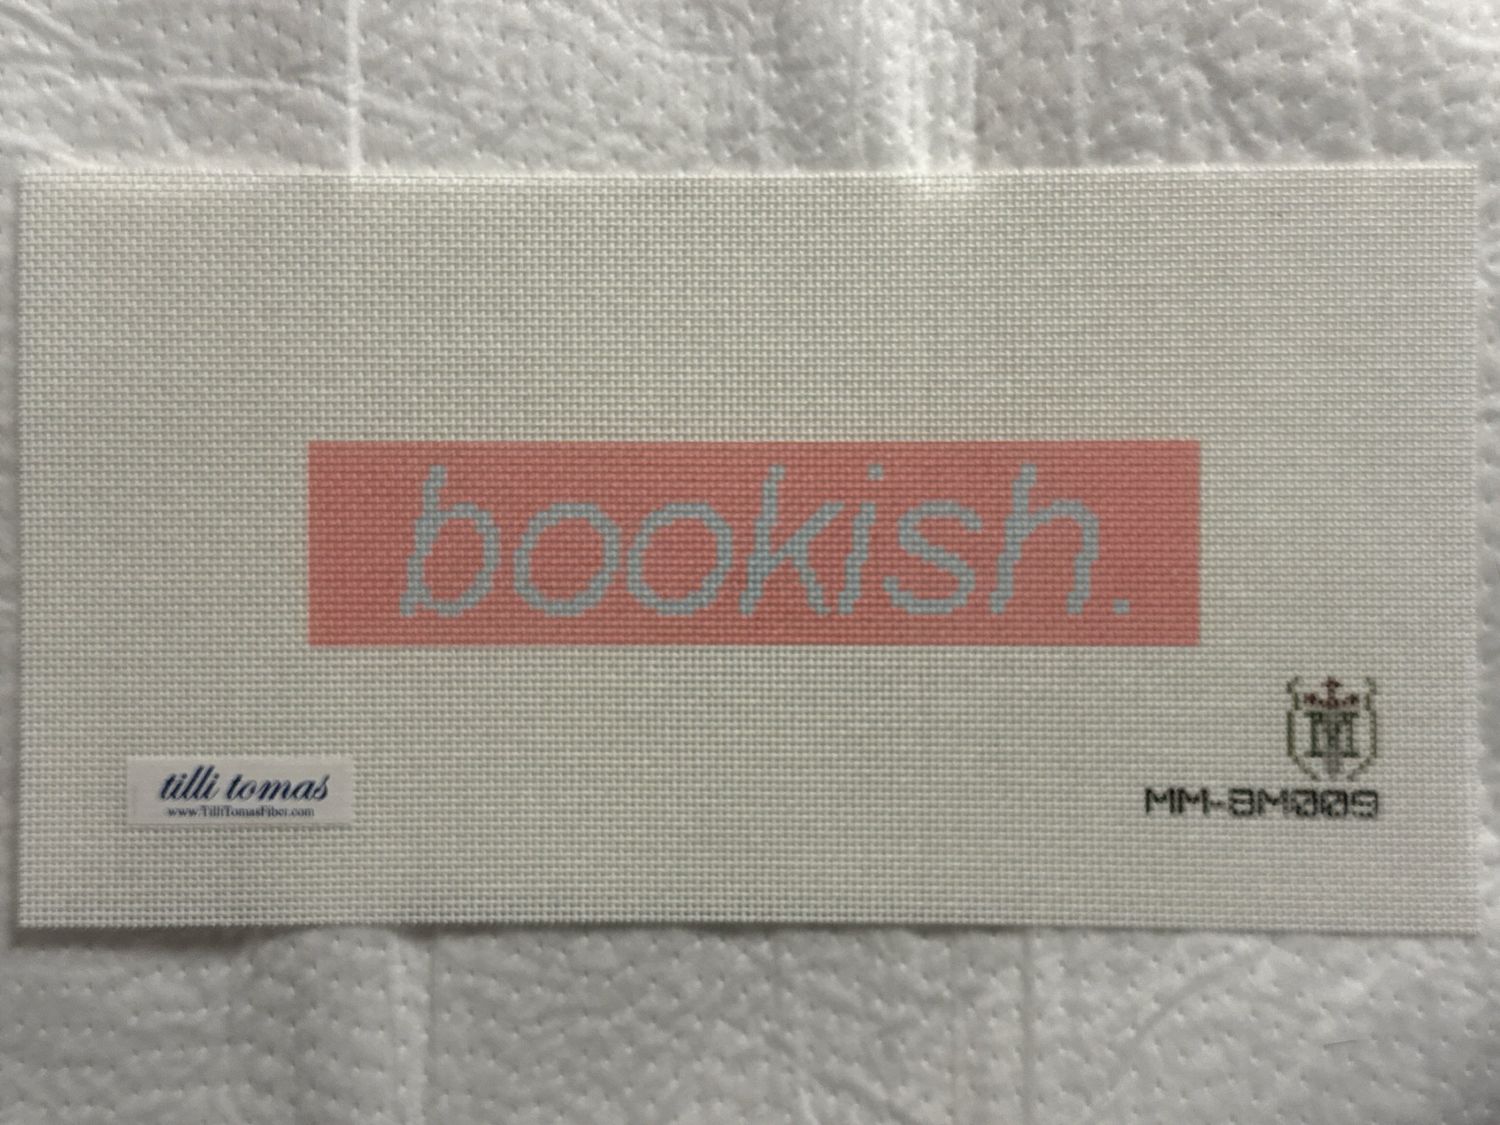 bookish.
tilli tomas
www.TilliTomasFiber.com
M
MM-BM009